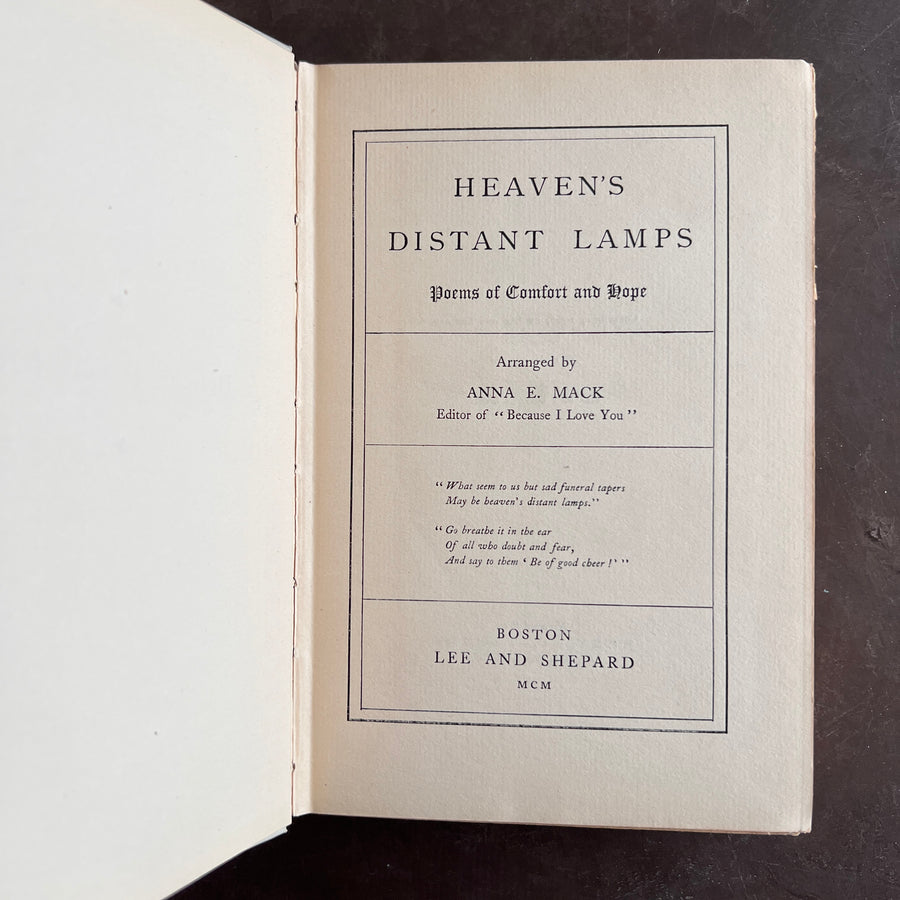 HEAVEN'S
DISTANT LAMPS
Poems of Comfort and Hope
Arranged by
ANNA E. MACK
Editor of "Because I Love You"
"What seem to us but sad funeral tapers
May be heaven's distant lamps."
"Go breathe it in the ear
Of all who doubt and fear,
And say to them 'Be of good cheer!'"
BOSTON
LEE AND SHEPARD
MCM